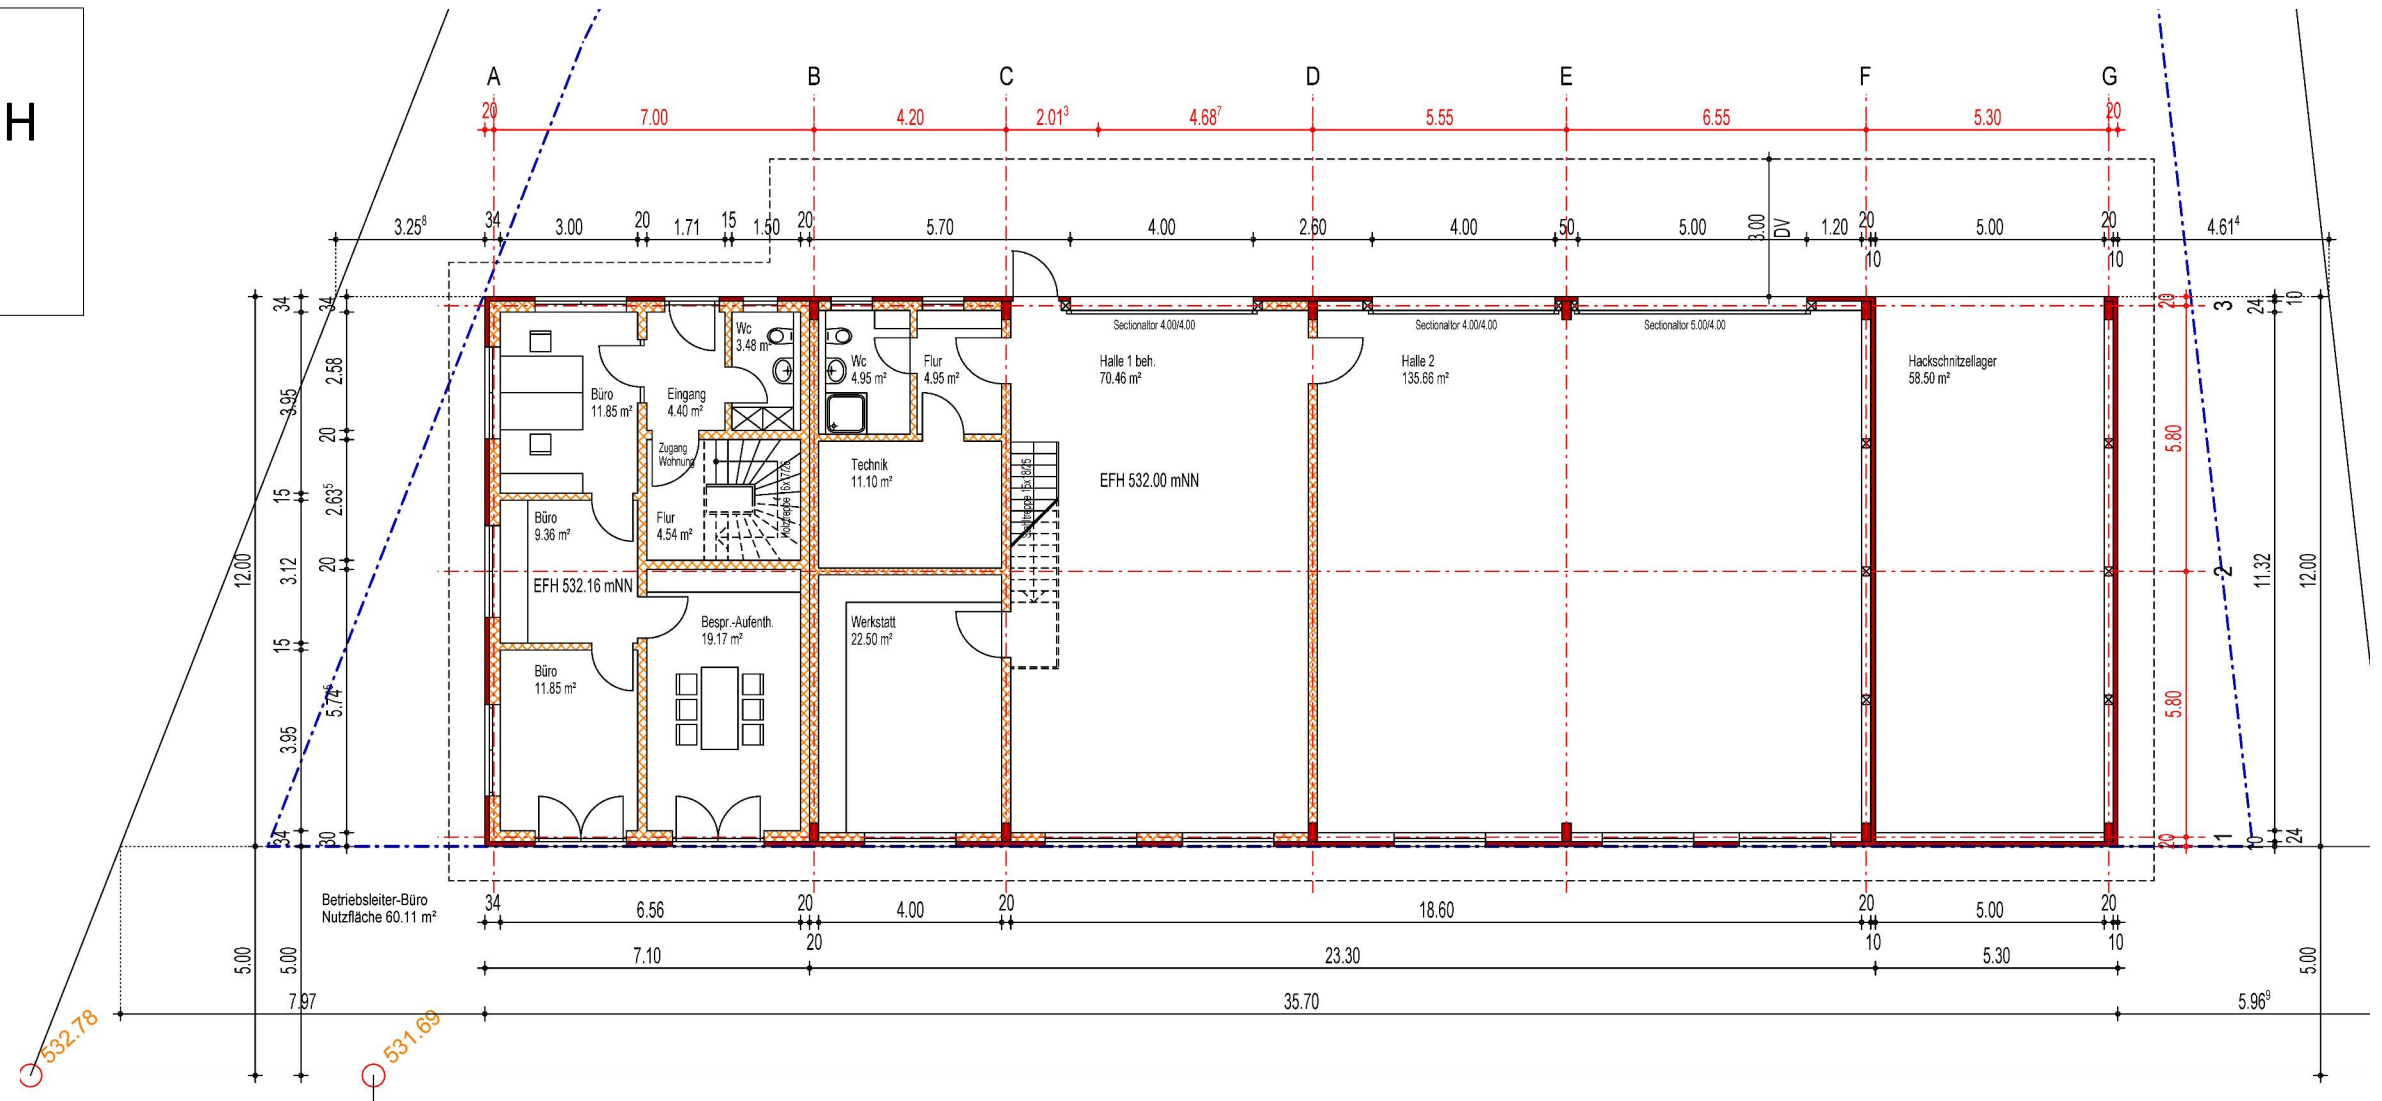 H
A B C D E F G
20 7.00 4.20 2.01³ 4.68⁷ 5.55 6.55 5.30 20
3.25⁸ 34 3.00 20 1.71 15 1.50 20 5.70 4.00 2.60 4.00 50 5.00 3.00 DV 1.20 20 5.00 20 4.61⁴
10 10
Sectionaltor 4.00/4.00
Sectionaltor 4.00/4.00
Sectionaltor 5.00/4.00
Wc
3.48 m²
Wc
4.95 m²
Flur
4.95 m²
Halle 1 beh.
70.46 m²
Halle 2
135.66 m²
Hackschnitzellager
58.50 m²
Büro
11.85 m²
Eingang
4.40 m²
Zugang
Wohnung
Technik
11.10 m²
EFH 532.00 mNN
Büro
9.36 m²
Flur
4.54 m²
EFH 532.16 mNN
Bespr.-Aufenth.
19.17 m²
Werkstatt
22.50 m²
Büro
11.85 m²
12.00 5.00
34 3.95 15 3.12 15 3.95 34 5.00
34 2.58 20 2.63⁵ 20 5.74⁵ 30
20 5.80 5.80 20
3 2 1
24 11.32 10
10 12.00 24 5.00
Betriebsleiter-Büro
Nutzfläche 60.11 m²
34 6.56 20 4.00 20 18.60 20 5.00 20
20 10 10
7.10 23.30 5.30
7.97 35.70 5.96⁹
532.78
531.69